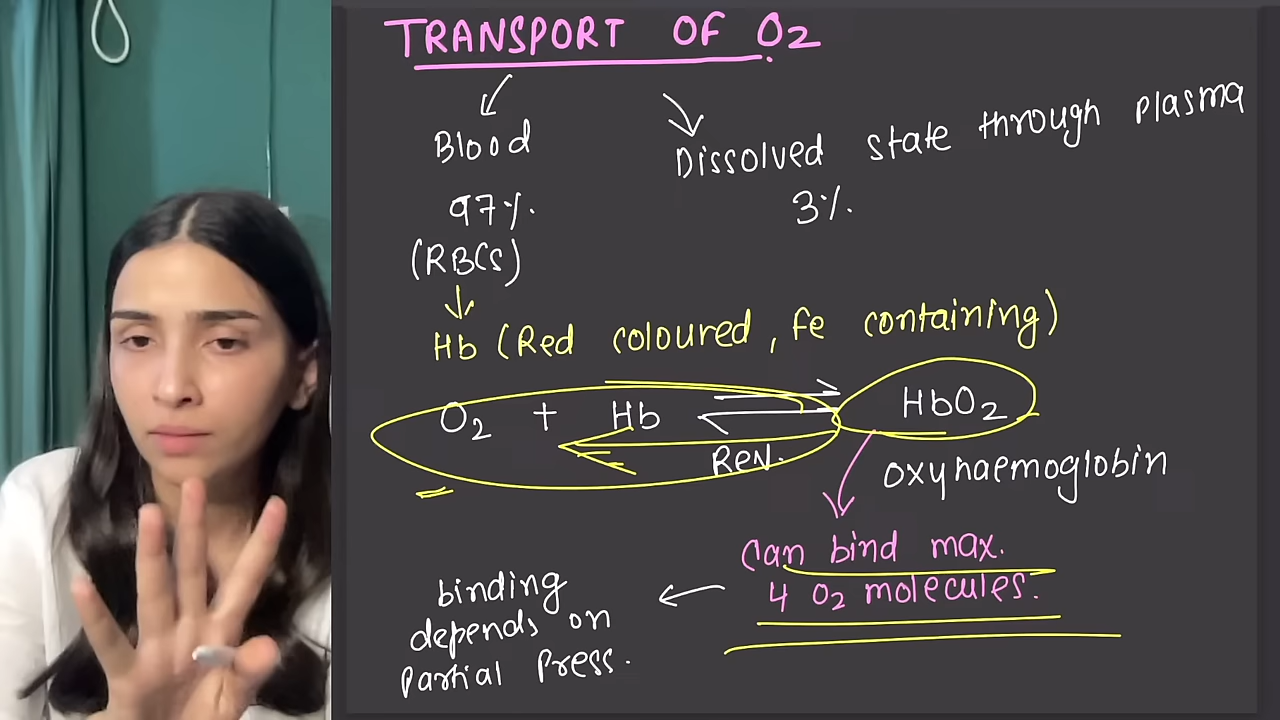 TRANSPORT OF O2
Blood
97%.
(RBCs)
Dissolved state through plasma
3%.
Hb (Red coloured, Fe containing)
O2 + Hb ⇌ HbO2
Rev.
oxyhaemoglobin
Can bind max.
4 O2 molecules.
binding
depends on
Partial Press.